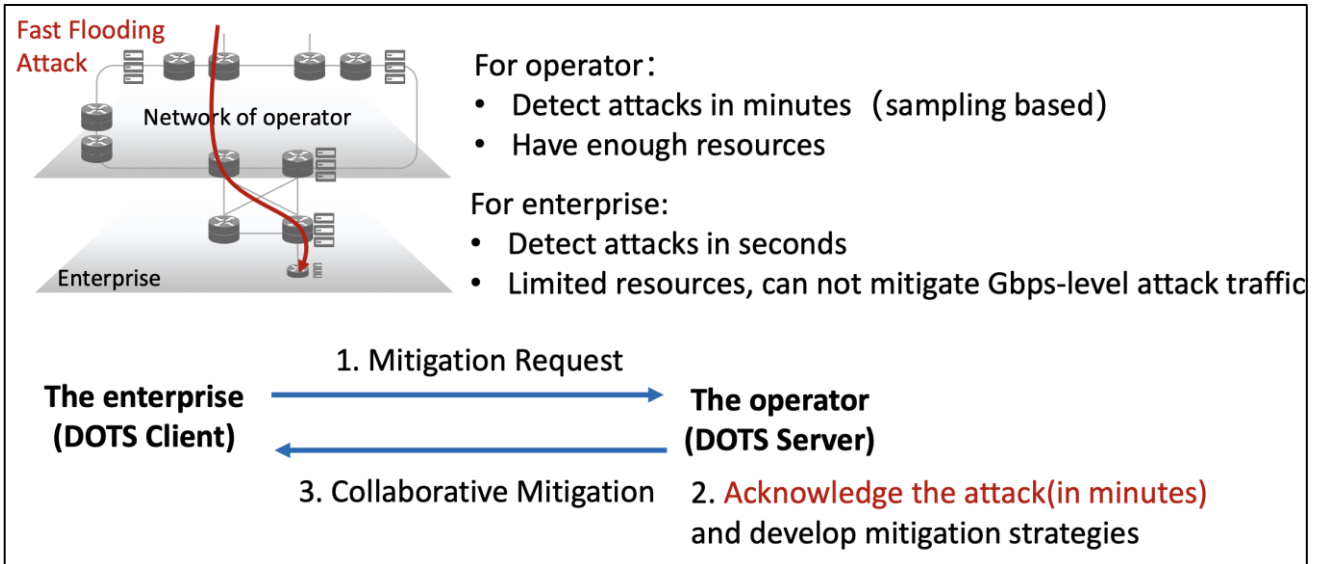 Fast Flooding
Attack
Network of operator
Enterprise
For operator：
• Detect attacks in minutes（sampling based）
• Have enough resources
For enterprise:
• Detect attacks in seconds
• Limited resources, can not mitigate Gbps-level attack traffic
1. Mitigation Request
The enterprise
(DOTS Client)
The operator
(DOTS Server)
3. Collaborative Mitigation
2. Acknowledge the attack(in minutes)
and develop mitigation strategies